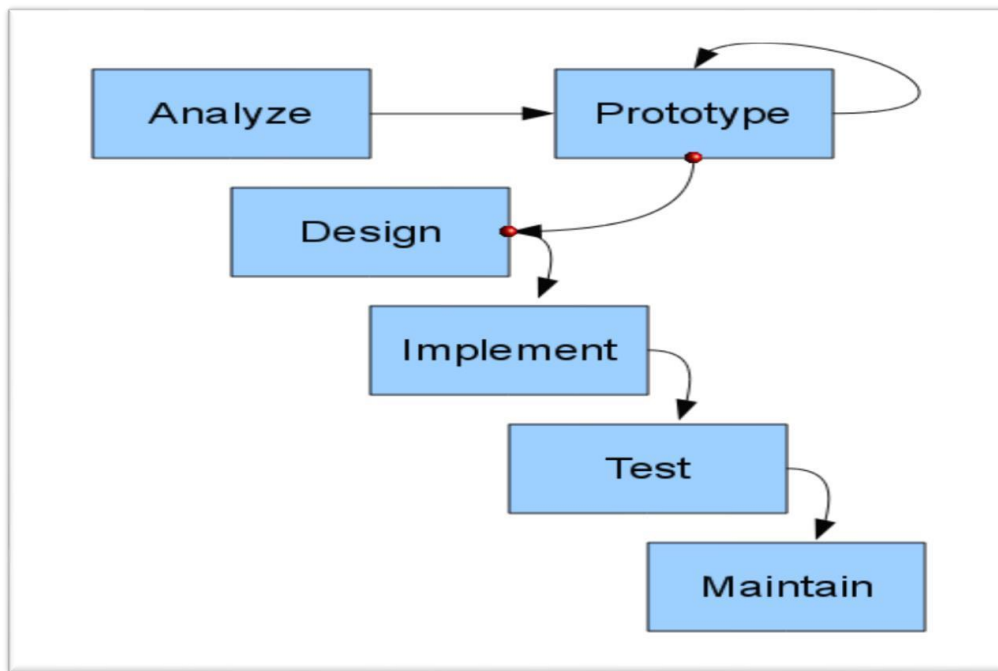 Analyze
Prototype
Design
Implement
Test
Maintain